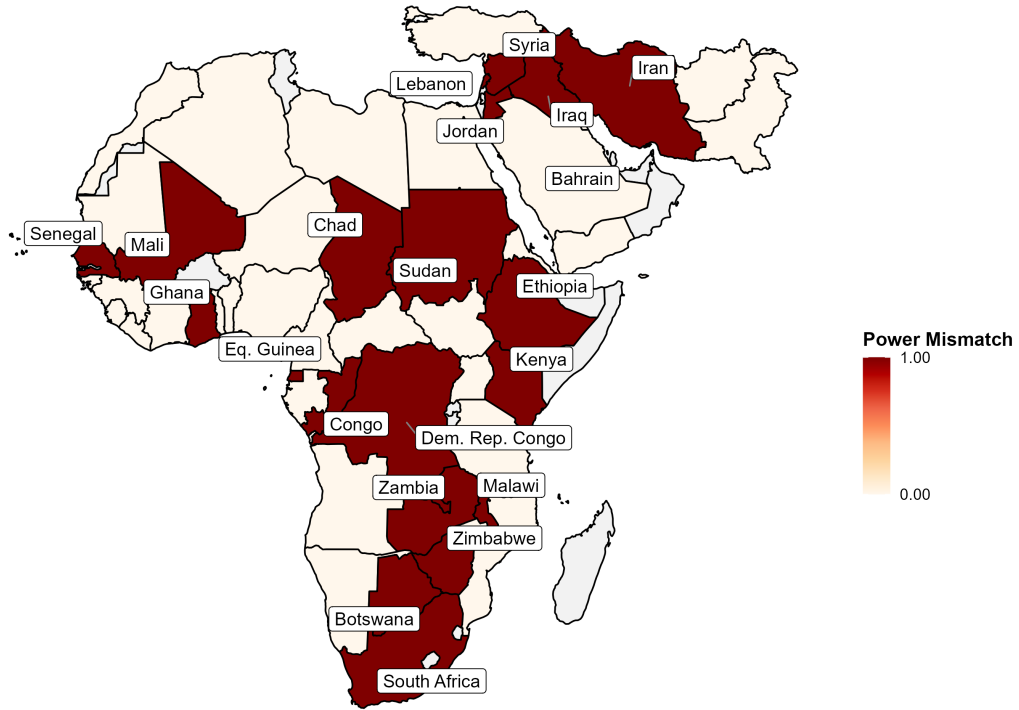 Syria
Iran
Lebanon
Iraq
Jordan
Bahrain
Senegal
Mali
Chad
Sudan
Ethiopia
Ghana
Eq. Guinea
Kenya
Congo
Dem. Rep. Congo
Zambia
Malawi
Zimbabwe
Botswana
South Africa
Power Mismatch
1.00
0.00